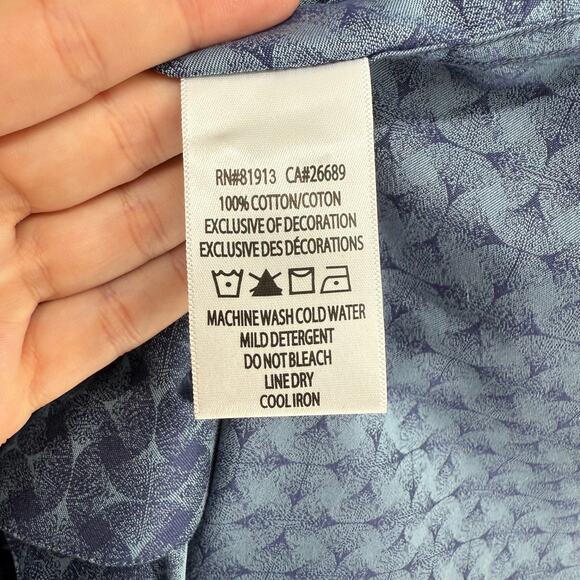 RN#81913 CA#26689
100% COTTON/COTON
EXCLUSIVE OF DECORATION
EXCLUSIVE DES DÉCORATIONS
MACHINE WASH COLD WATER
MILD DETERGENT
DO NOT BLEACH
LINE DRY
COOL IRON